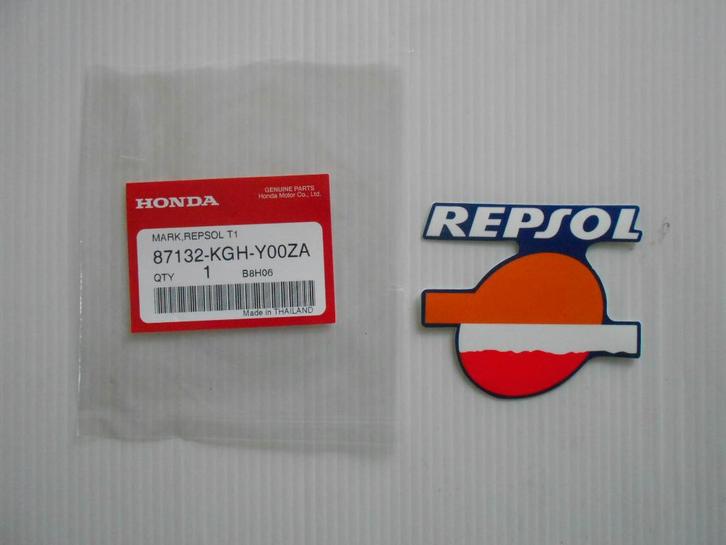 HONDA
GENUINE PARTS
Honda Motor Co., Ltd.
MARK,REPSOL T1
87132-KGH-Y00ZA
QTY 1 B8H06
Made in THAILAND
REPSOL